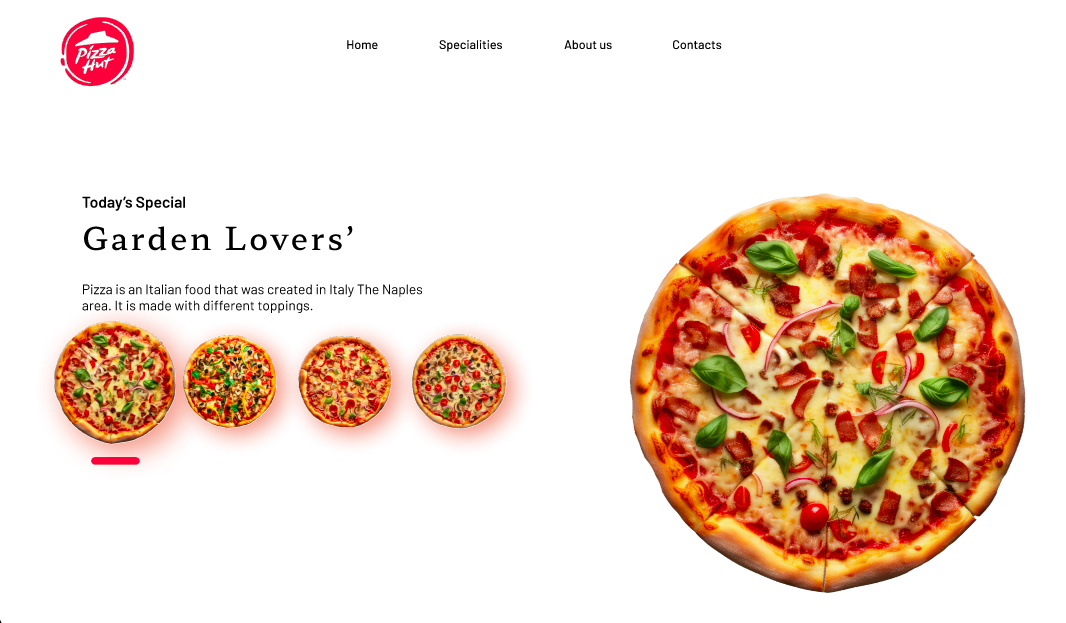 Pizza
Hut
Home
Specialities
About us
Contacts
Today’s Special
Garden Lovers’
Pizza is an Italian food that was created in Italy The Naples
area. It is made with different toppings.